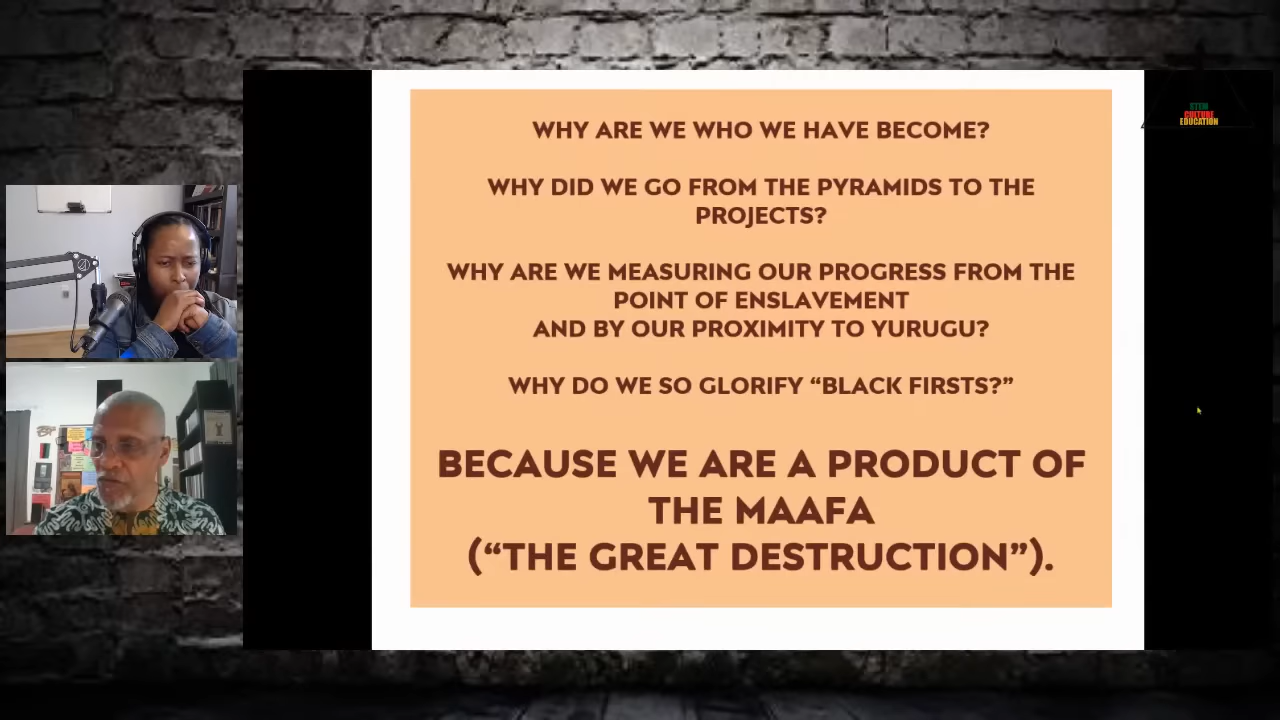 WHY ARE WE WHO WE HAVE BECOME?
WHY DID WE GO FROM THE PYRAMIDS TO THE
PROJECTS?
WHY ARE WE MEASURING OUR PROGRESS FROM THE
POINT OF ENSLAVEMENT
AND BY OUR PROXIMITY TO YURUGU?
WHY DO WE SO GLORIFY “BLACK FIRSTS?”
BECAUSE WE ARE A PRODUCT OF
THE MAAFA
(“THE GREAT DESTRUCTION”).
STEM
CULTURE
EDUCATION